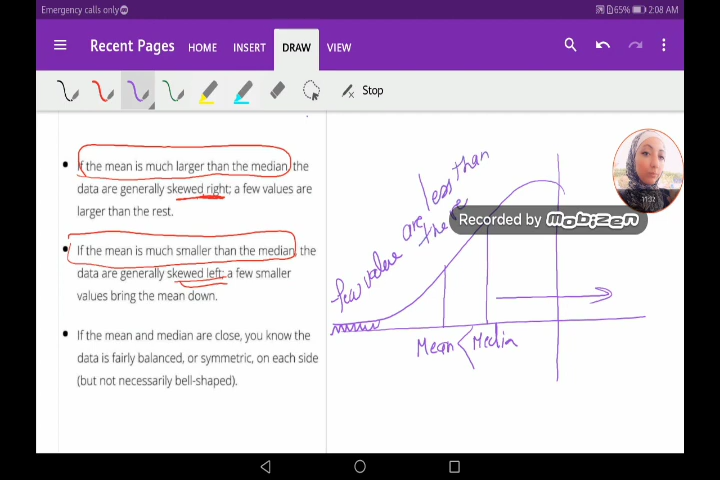 Emergency calls only
65% 2:08 AM
Recent Pages HOME INSERT DRAW VIEW
Stop
If the mean is much larger than the median, the
data are generally skewed right; a few values are
larger than the rest.
If the mean is much smaller than the median, the
data are generally skewed left; a few smaller
values bring the mean down.
If the mean and median are close, you know the
data is fairly balanced, or symmetric, on each side
(but not necessarily bell-shaped).
few value are less than
the
Mean < Median
11:32
Recorded by mobizen